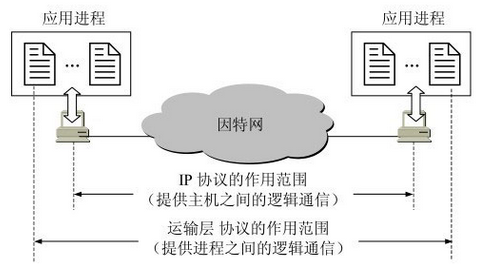 应用进程
应用进程
...
...
因特网
IP 协议的作用范围
（提供主机之间的逻辑通信）
运输层 协议的作用范围
（提供进程之间的逻辑通信）